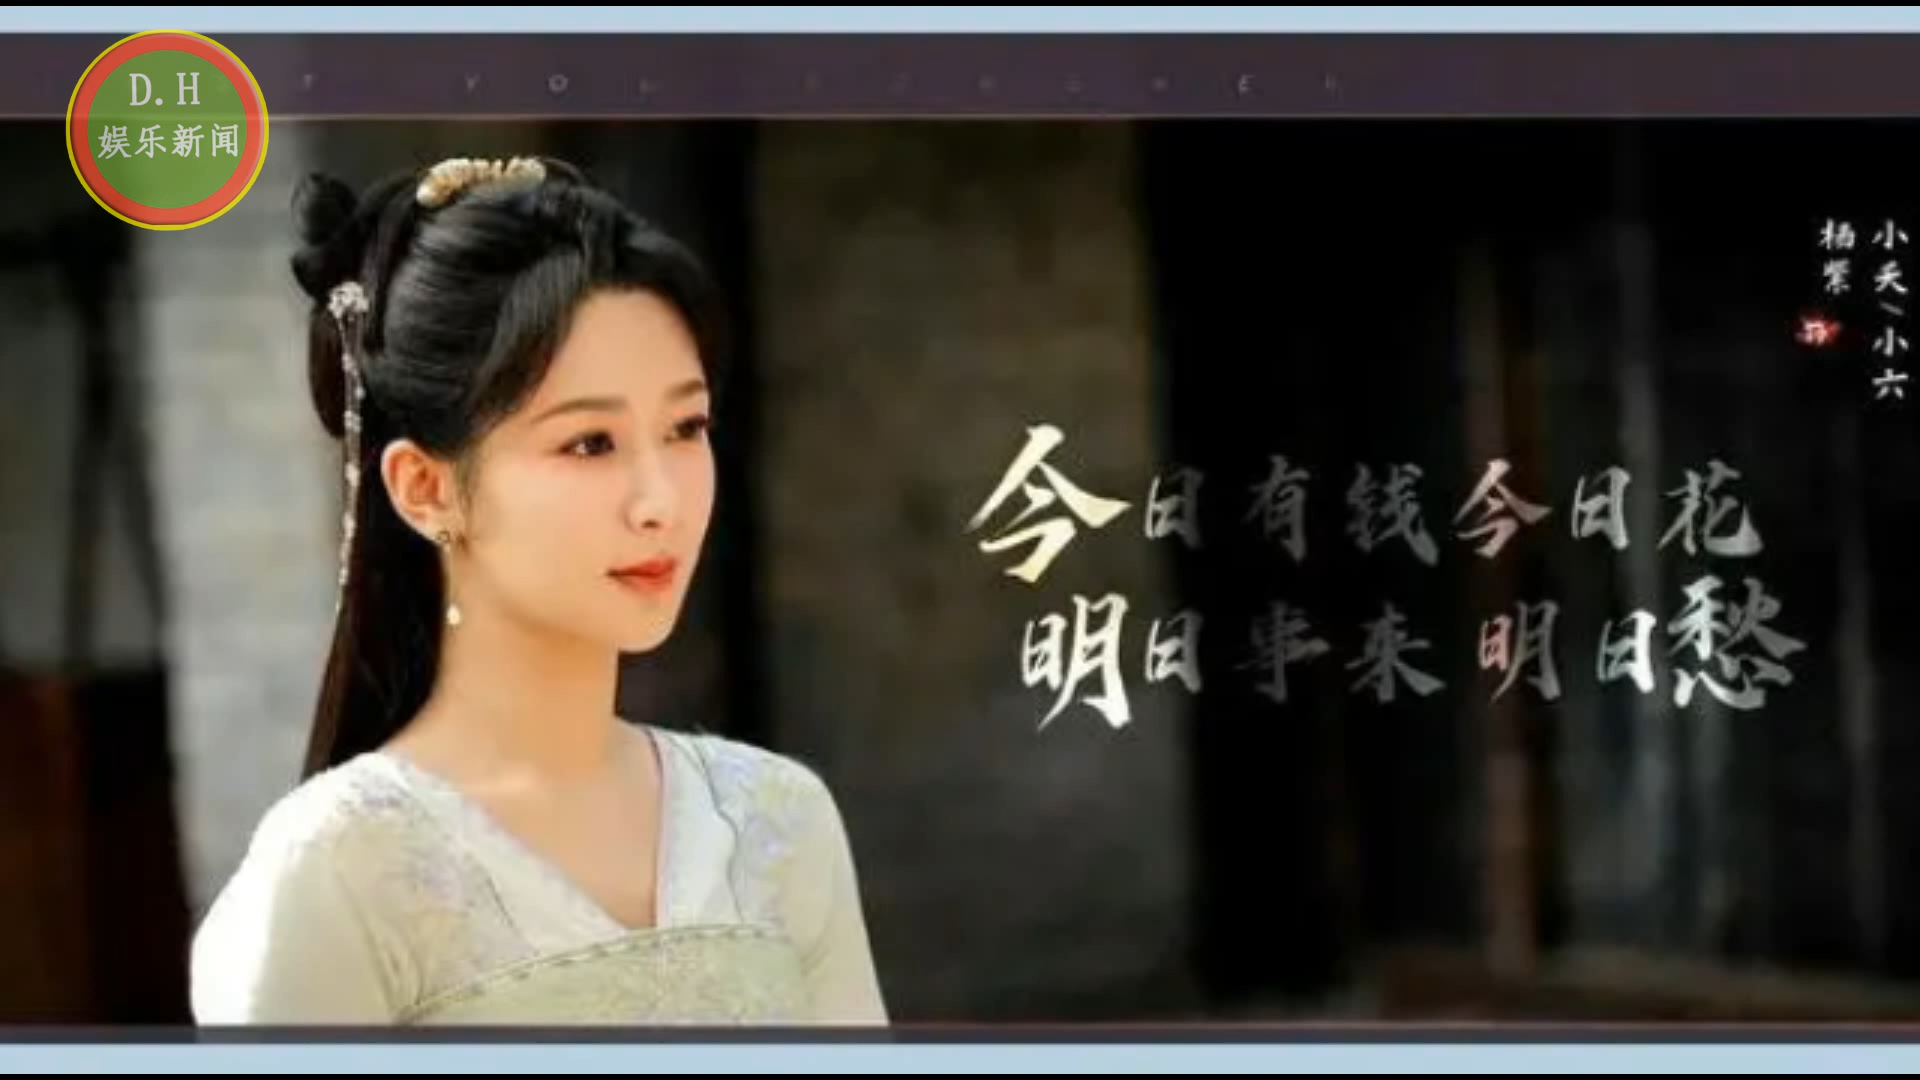 D.H
娱乐新闻
小夭/小六
杨紫
今日有钱今日花
明日事来明日愁